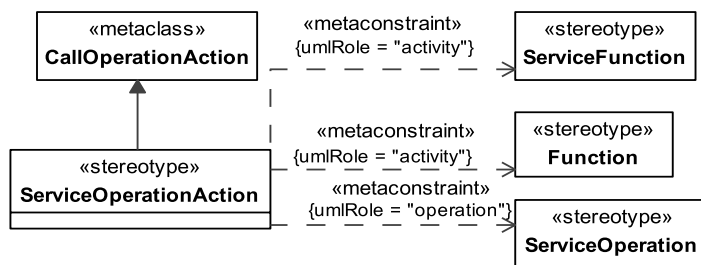 «metaclass»
CallOperationAction
«metaconstraint»
{umlRole = "activity"}
«stereotype»
ServiceFunction
«stereotype»
ServiceOperationAction
«metaconstraint»
{umlRole = "activity"}
«stereotype»
Function
«metaconstraint»
{umlRole = "operation"}
«stereotype»
ServiceOperation